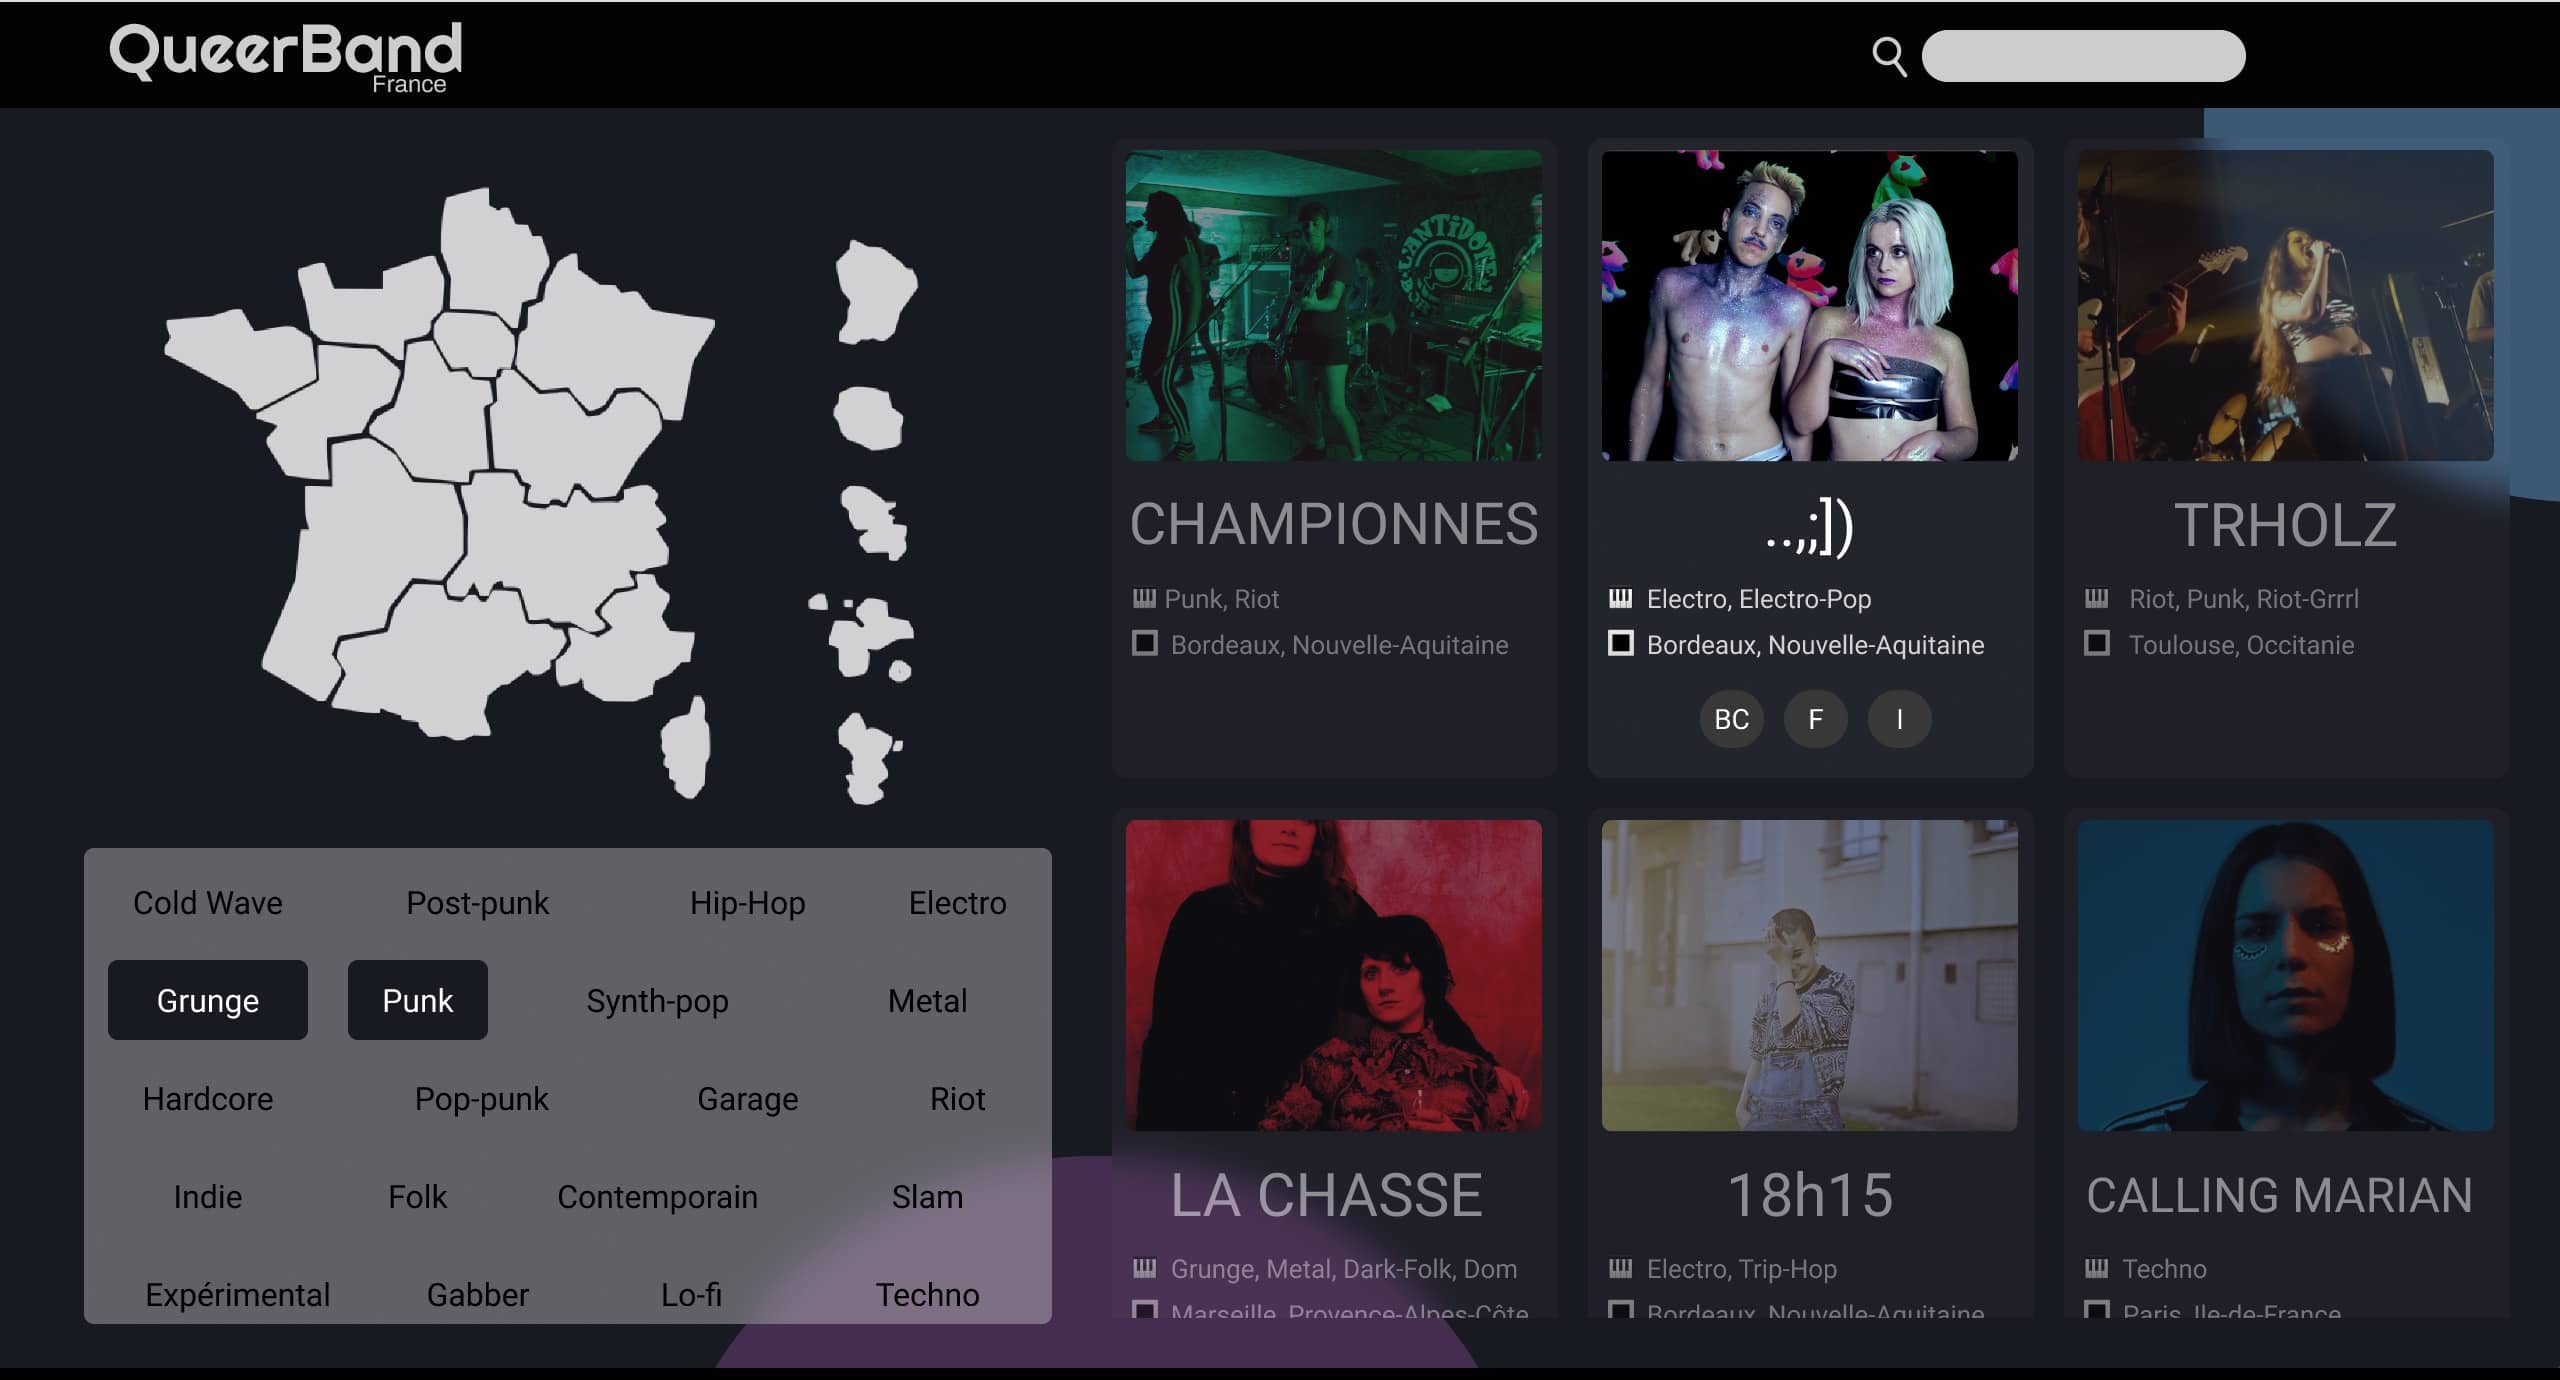 QueerBand
France
L'ANTIDOTE
CHAMPIONNES
Punk, Riot
Bordeaux, Nouvelle-Aquitaine
..,,;])
Electro, Electro-Pop
Bordeaux, Nouvelle-Aquitaine
BC F I
TRHOLZ
Riot, Punk, Riot-Grrrl
Toulouse, Occitanie
Cold Wave Post-punk Hip-Hop Electro
Grunge Punk Synth-pop Metal
Hardcore Pop-punk Garage Riot
Indie Folk Contemporain Slam
Expérimental Gabber Lo-fi Techno
LA CHASSE
Grunge, Metal, Dark-Folk, Dom
Marseille, Provence-Alpes-Côte
18h15
Electro, Trip-Hop
Bordeaux, Nouvelle-Aquitaine
CALLING MARIAN
Techno
Paris, Ile-de-France